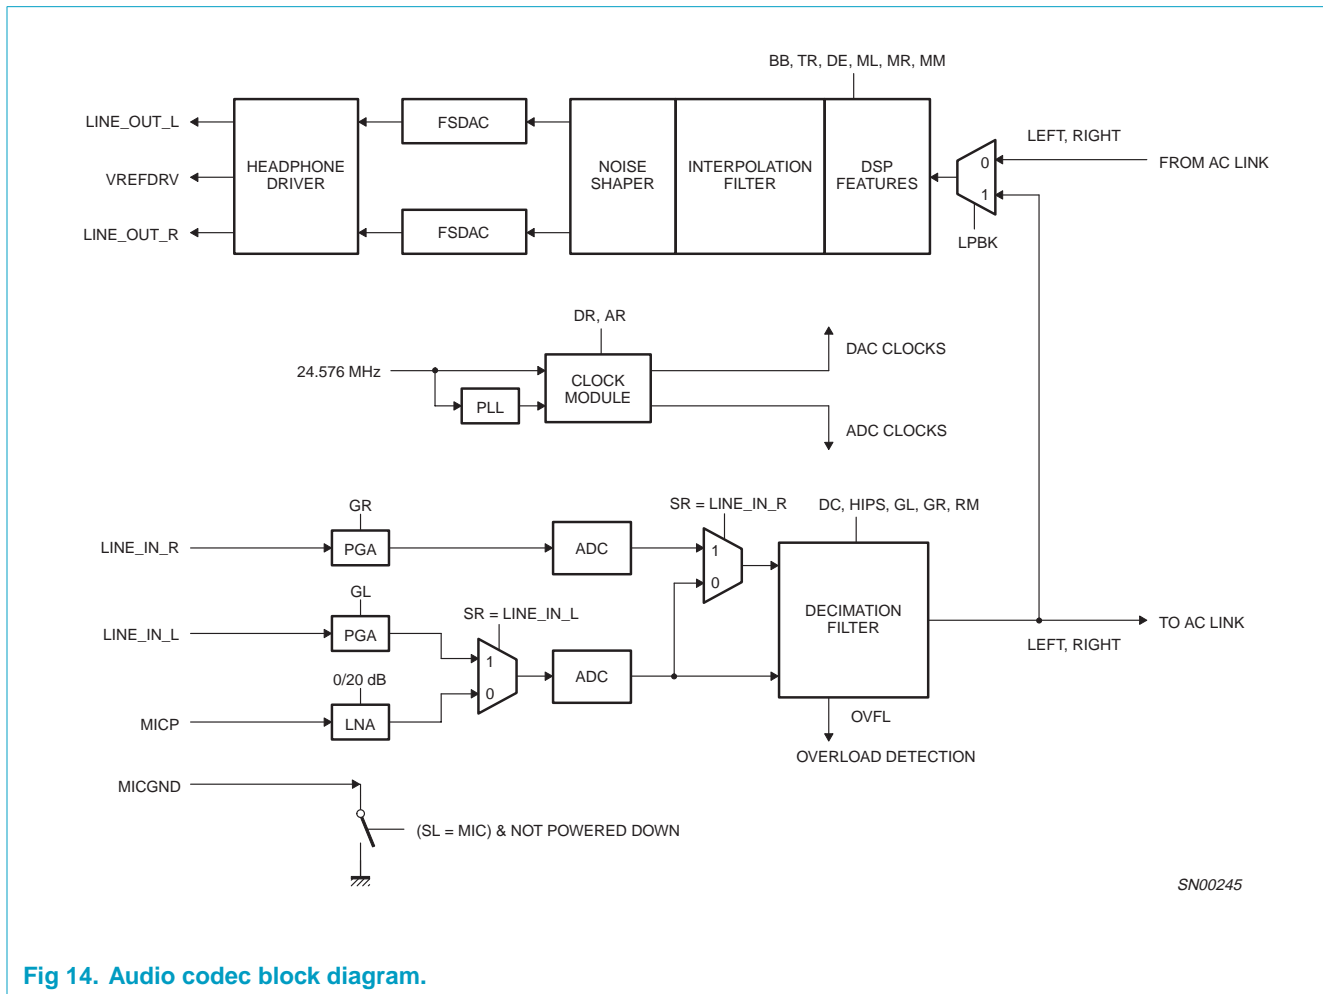 BB, TR, DE, ML, MR, MM
LINE_OUT_L
VREFDRV
LINE_OUT_R
HEADPHONE
DRIVER
FSDAC
FSDAC
NOISE
SHAPER
INTERPOLATION
FILTER
DSP
FEATURES
0
1
LPBK
LEFT, RIGHT
FROM AC LINK
DR, AR
24.576 MHz
PLL
CLOCK
MODULE
DAC CLOCKS
ADC CLOCKS
GR
LINE_IN_R
PGA
ADC
SR = LINE_IN_R
1
0
DC, HIPS, GL, GR, RM
GL
LINE_IN_L
PGA
SR = LINE_IN_L
1
0
ADC
DECIMATION
FILTER
TO AC LINK
LEFT, RIGHT
0/20 dB
MICP
LNA
OVFL
OVERLOAD DETECTION
MICGND
(SL = MIC) & NOT POWERED DOWN
SN00245
Fig 14. Audio codec block diagram.